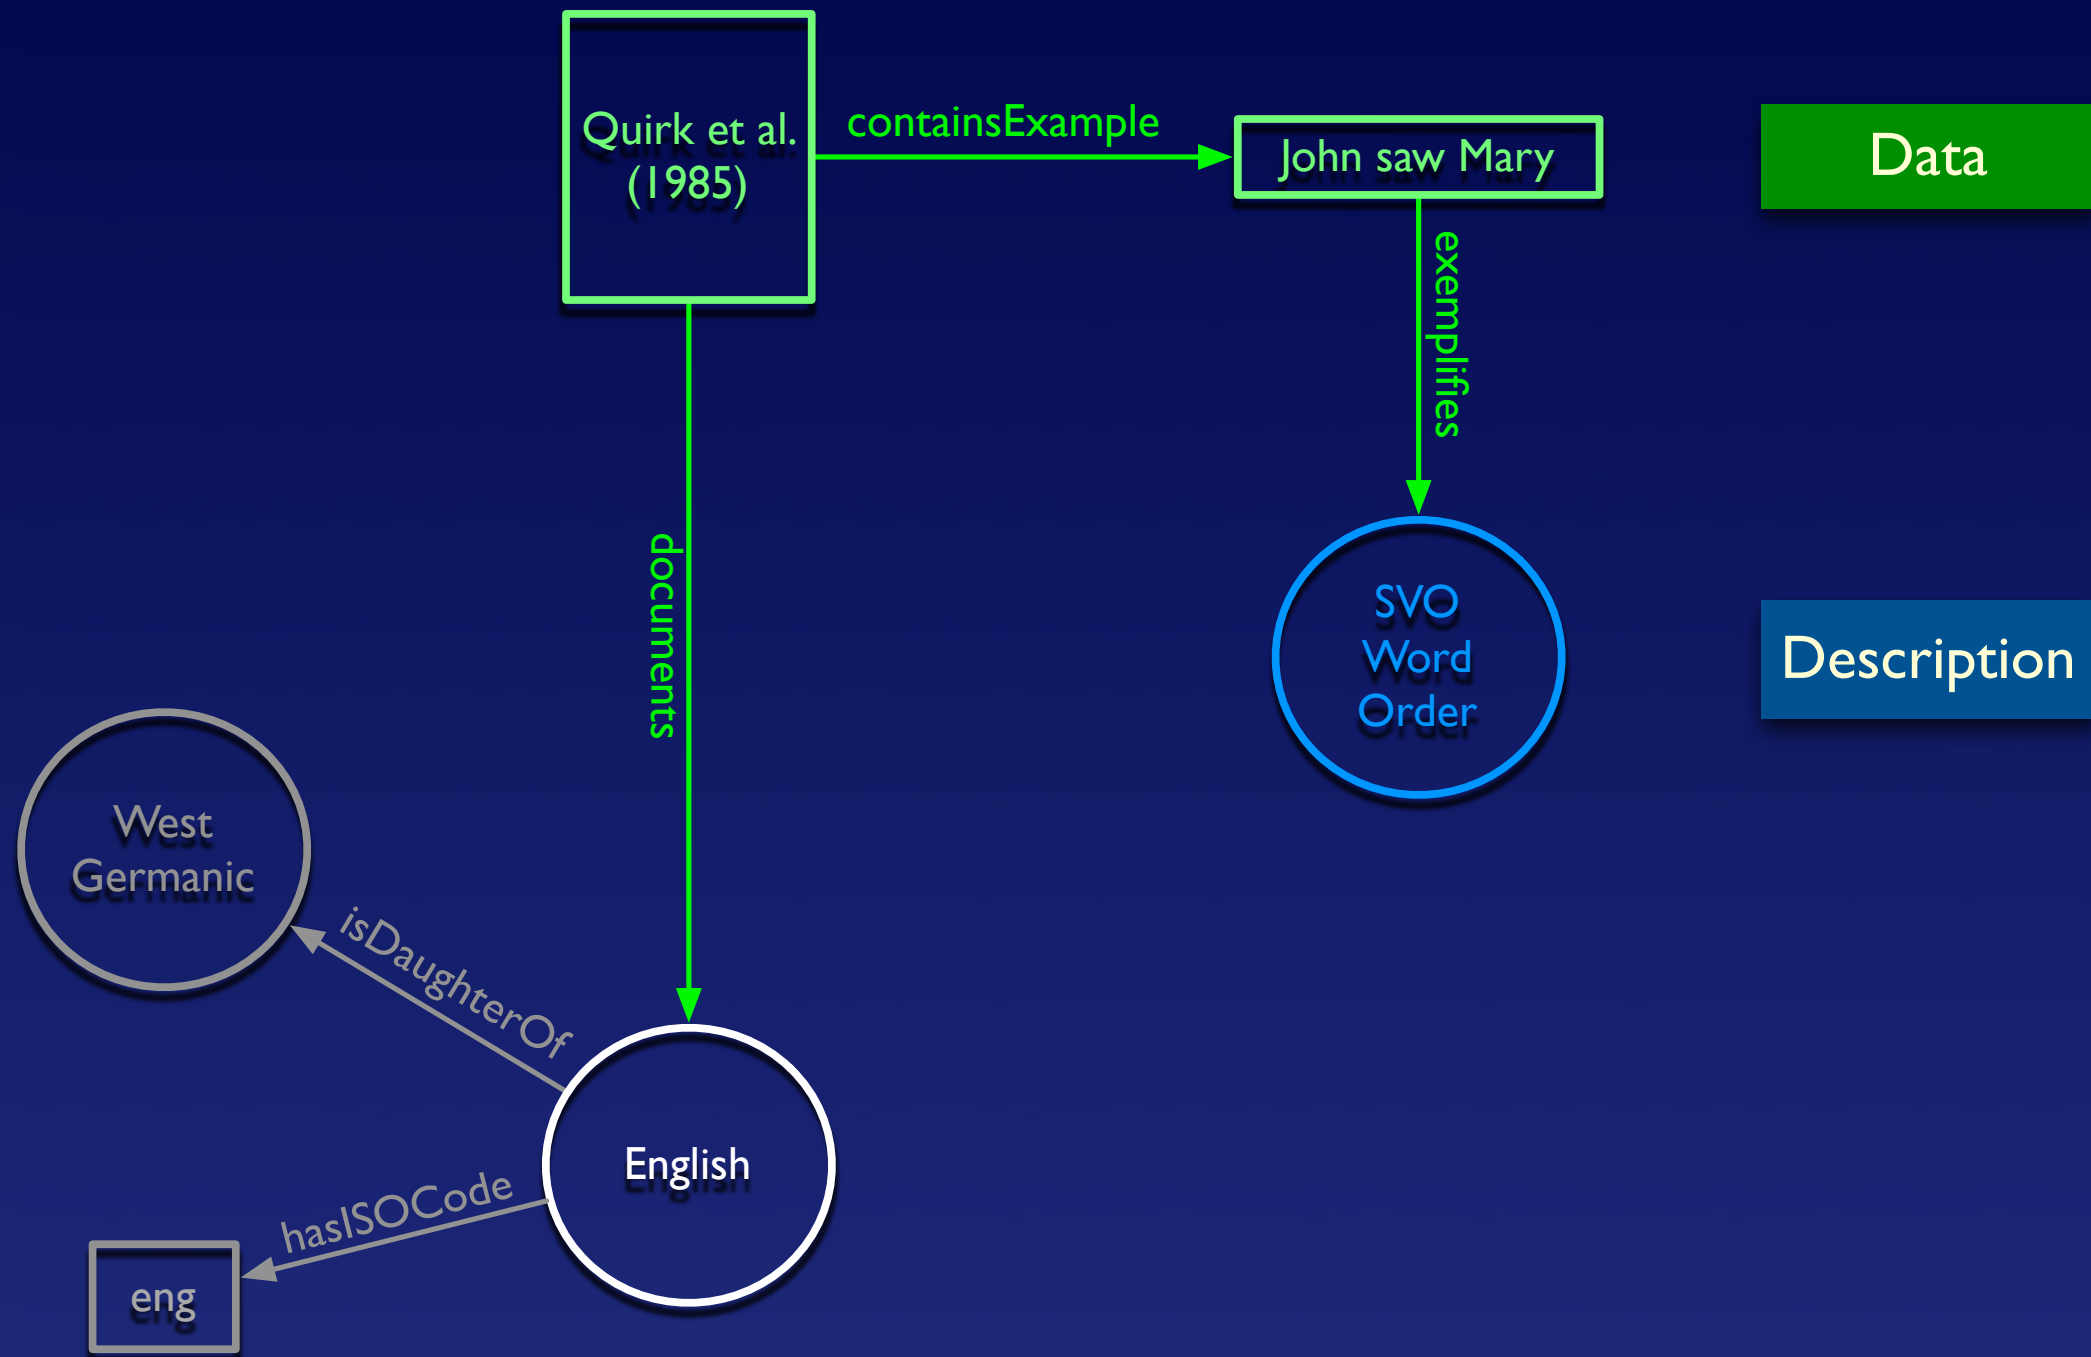 Quirk et al.
(1985)
containsExample
John saw Mary
Data
exemplifies
documents
SVO
Word
Order
Description
West
Germanic
isDaughterOf
English
hasISOCode
eng